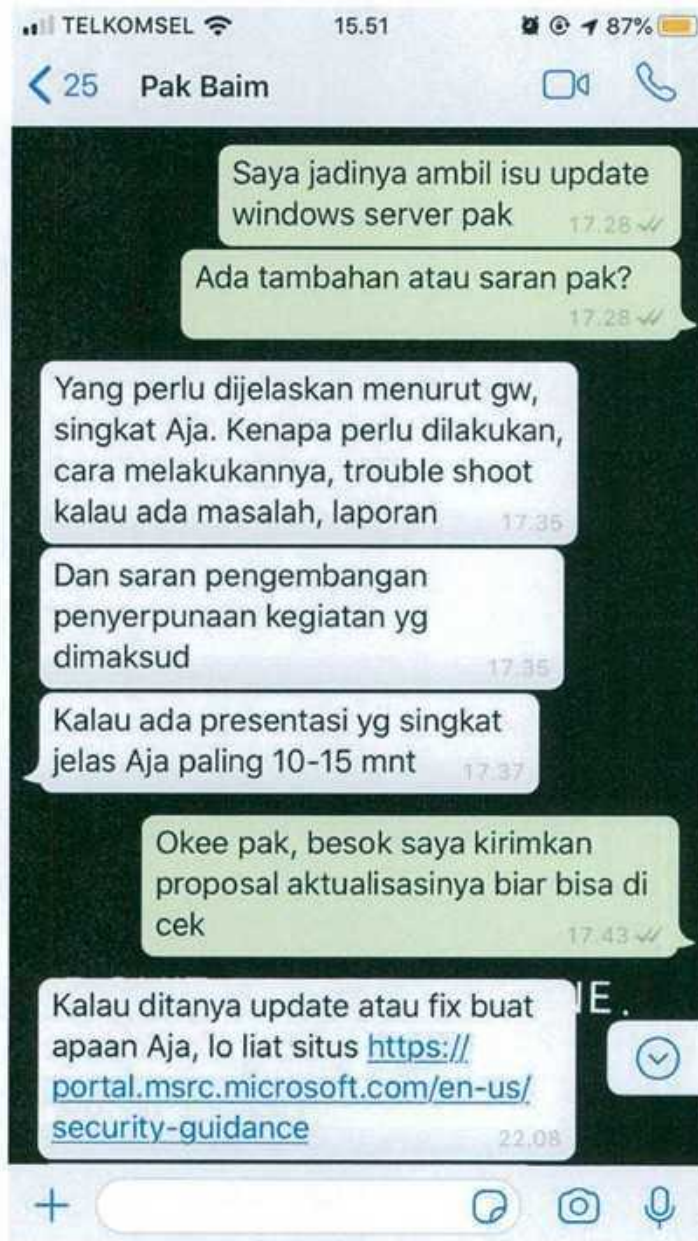 TELKOMSEL 15.51 87%
25 Pak Baim
Saya jadinya ambil isu update
windows server pak 17.28
Ada tambahan atau saran pak?
17.28
Yang perlu dijelaskan menurut gw,
singkat Aja. Kenapa perlu dilakukan,
cara melakukannya, trouble shoot
kalau ada masalah, laporan 17.35
Dan saran pengembangan
penyerpunaan kegiatan yg
dimaksud 17.35
Kalau ada presentasi yg singkat
jelas Aja paling 10-15 mnt 17.37
Okee pak, besok saya kirimkan
proposal aktualisasinya biar bisa di
cek 17.43
NE.
Kalau ditanya update atau fix buat
apaan Aja, lo liat situs https://
portal.msrc.microsoft.com/en-us/
security-guidance 22.08